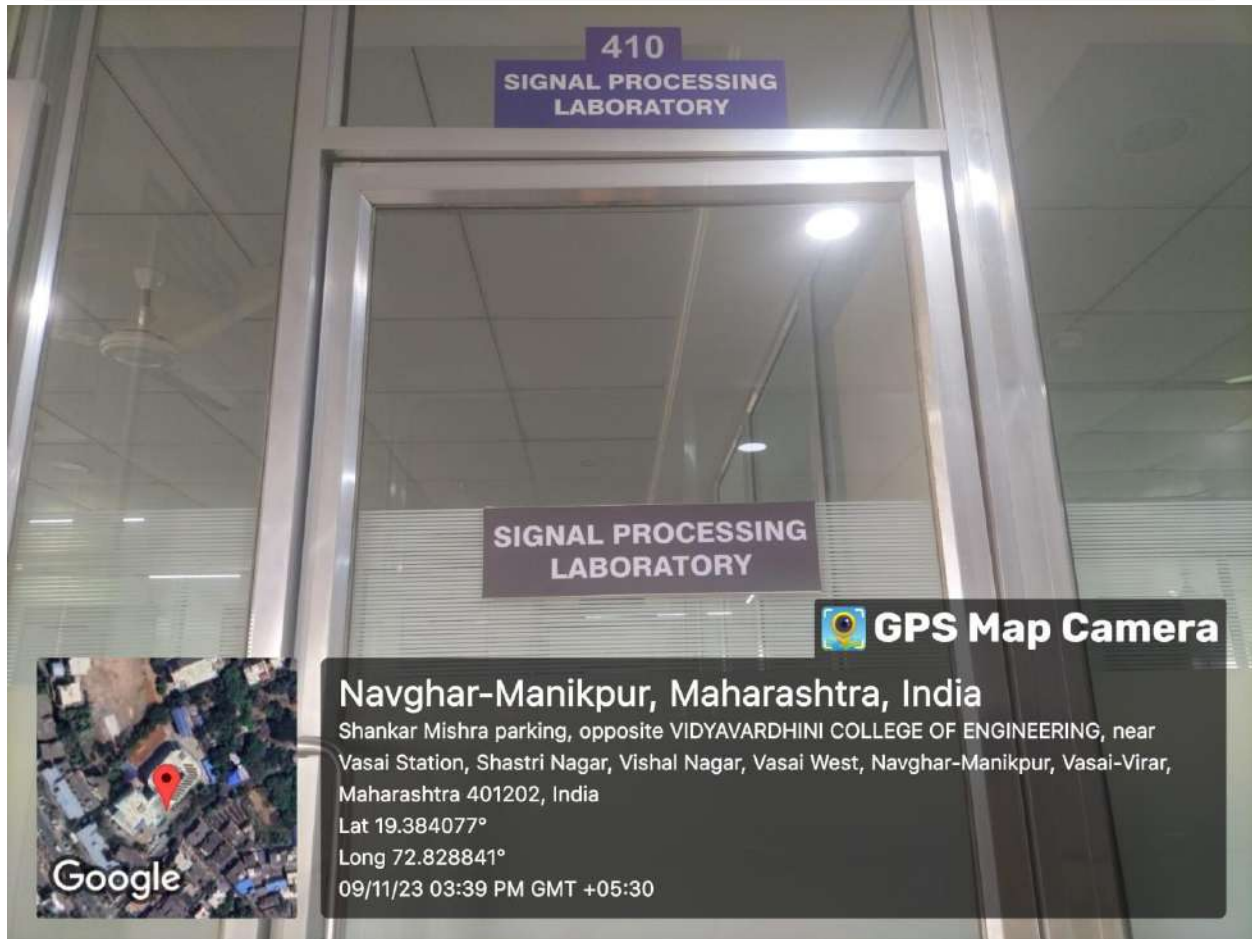 410
SIGNAL PROCESSING
LABORATORY
SIGNAL PROCESSING
LABORATORY
GPS Map Camera
Navghar-Manikpur, Maharashtra, India
Shankar Mishra parking, opposite VIDYAVARDHINI COLLEGE OF ENGINEERING, near
Vasai Station, Shastri Nagar, Vishal Nagar, Vasai West, Navghar-Manikpur, Vasai-Virar,
Maharashtra 401202, India
Lat 19.384077°
Long 72.828841°
09/11/23 03:39 PM GMT +05:30
Google